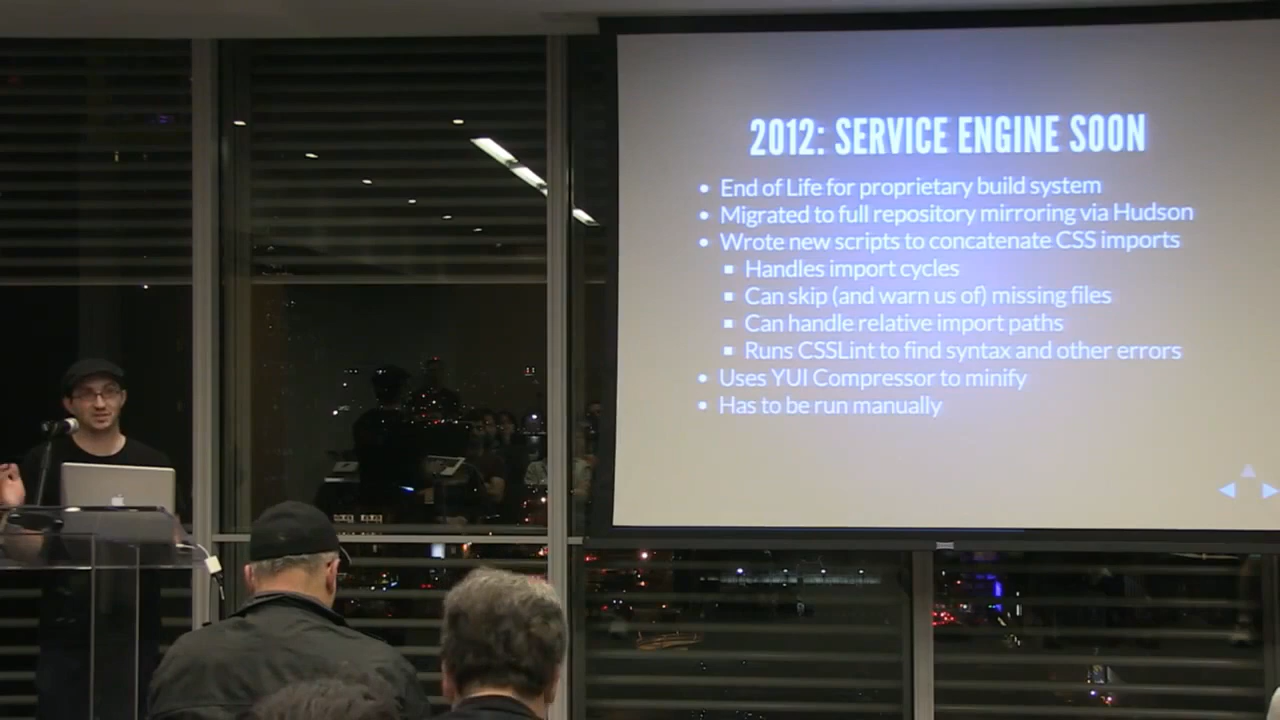 2012: SERVICE ENGINE SOON
End of Life for proprietary build system
Migrated to full repository mirroring via Hudson
Wrote new scripts to concatenate CSS imports
Handles import cycles
Can skip (and warn us of) missing files
Can handle relative import paths
Runs CSSLint to find syntax and other errors
Uses YUI Compressor to minify
Has to be run manually